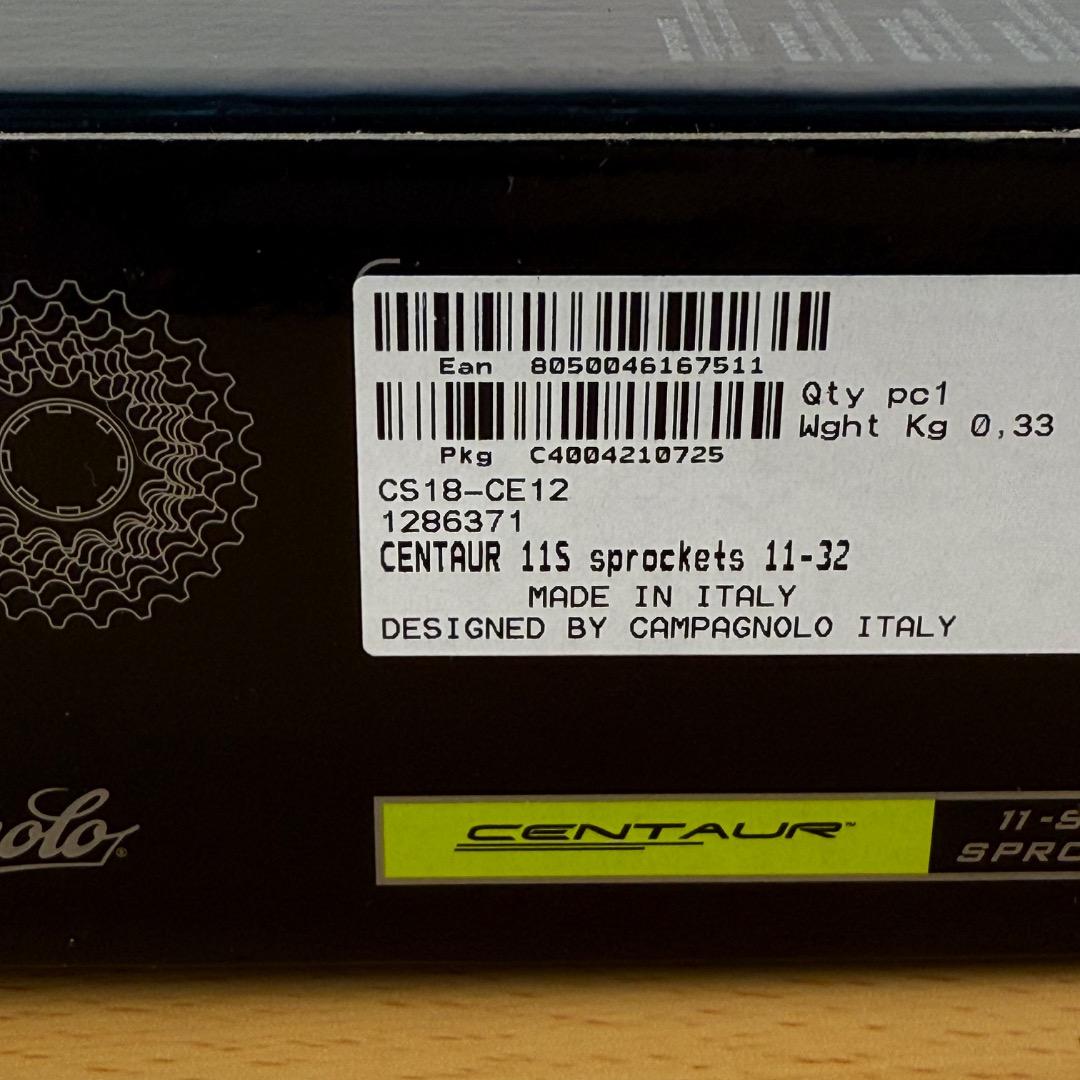 Ean 8050046167511
Qty pc1
Wght Kg 0,33
Pkg C4004210725
CS18-CE12
1286371
CENTAUR 11S sprockets 11-32
MADE IN ITALY
DESIGNED BY CAMPAGNOLO ITALY
CENTAUR™